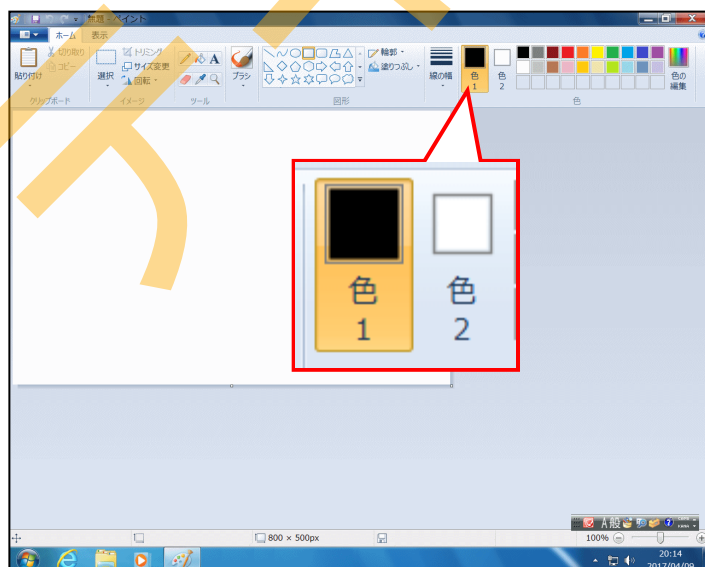 無題 - ペイント
ホーム 表示
貼り付け
切り取り
コピー
クリップボード
選択
トリミング
サイズ変更
回転
イメージ
A
ツール
ブラシ
図形
輪郭
塗りつぶし
線の幅
色
1
色
2
色
色の
編集
色
1
色
2
800 × 500px
100%
A 般
20:14
2017/04/09